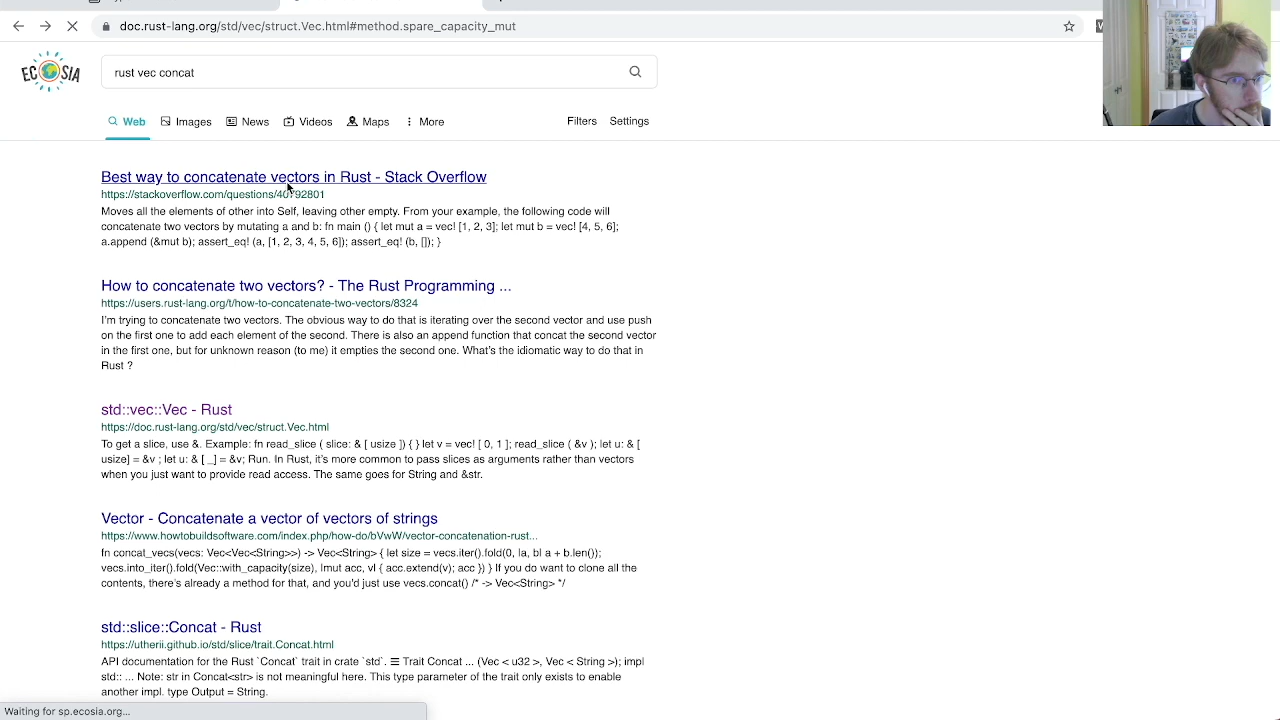 doc.rust-lang.org/std/vec/struct.Vec.html#method.spare_capacity_mut
ECOSIA
rust vec concat
Web
Images
News
Videos
Maps
More
Filters
Settings
Best way to concatenate vectors in Rust - Stack Overflow
https://stackoverflow.com/questions/40792801
Moves all the elements of other into Self, leaving other empty. From your example, the following code will
concatenate two vectors by mutating a and b: fn main () { let mut a = vec! [1, 2, 3]; let mut b = vec! [4, 5, 6];
a.append (&mut b); assert_eq! (a, [1, 2, 3, 4, 5, 6]); assert_eq! (b, []); }
How to concatenate two vectors? - The Rust Programming ...
https://users.rust-lang.org/t/how-to-concatenate-two-vectors/8324
I'm trying to concatenate two vectors. The obvious way to do that is iterating over the second vector and use push
on the first one to add each element of the second. There is also an append function that concat the second vector
in the first one, but for unknown reason (to me) it empties the second one. What's the idiomatic way to do that in
Rust ?
std::vec::Vec - Rust
https://doc.rust-lang.org/std/vec/struct.Vec.html
To get a slice, use &. Example: fn read_slice ( slice: & [ usize ]) { } let v = vec! [ 0, 1 ]; read_slice ( &v ); let u: & [
usize] = &v ; let u: & [ _] = &v; Run. In Rust, it's more common to pass slices as arguments rather than vectors
when you just want to provide read access. The same goes for String and &str.
Vector - Concatenate a vector of vectors of strings
https://www.howtobuildsoftware.com/index.php/how-do/bVwW/vector-concatenation-rust...
fn concat_vecs(vecs: Vec<Vec<String>>) -> Vec<String> { let size = vecs.iter().fold(0, |a, b| a + b.len());
vecs.into_iter().fold(Vec::with_capacity(size), |mut acc, v| { acc.extend(v); acc }) } If you do want to clone all the
contents, there's already a method for that, and you'd just use vecs.concat() /* -> Vec<String> */
std::slice::Concat - Rust
https://utherii.github.io/std/slice/trait.Concat.html
API documentation for the Rust `Concat` trait in crate `std`. ☰ Trait Concat ... (Vec < u32 >, Vec < String >); impl
std:: ... Note: str in Concat<str> is not meaningful here. This type parameter of the trait only exists to enable
another impl. type Output = String.
Waiting for sp.ecosia.org...